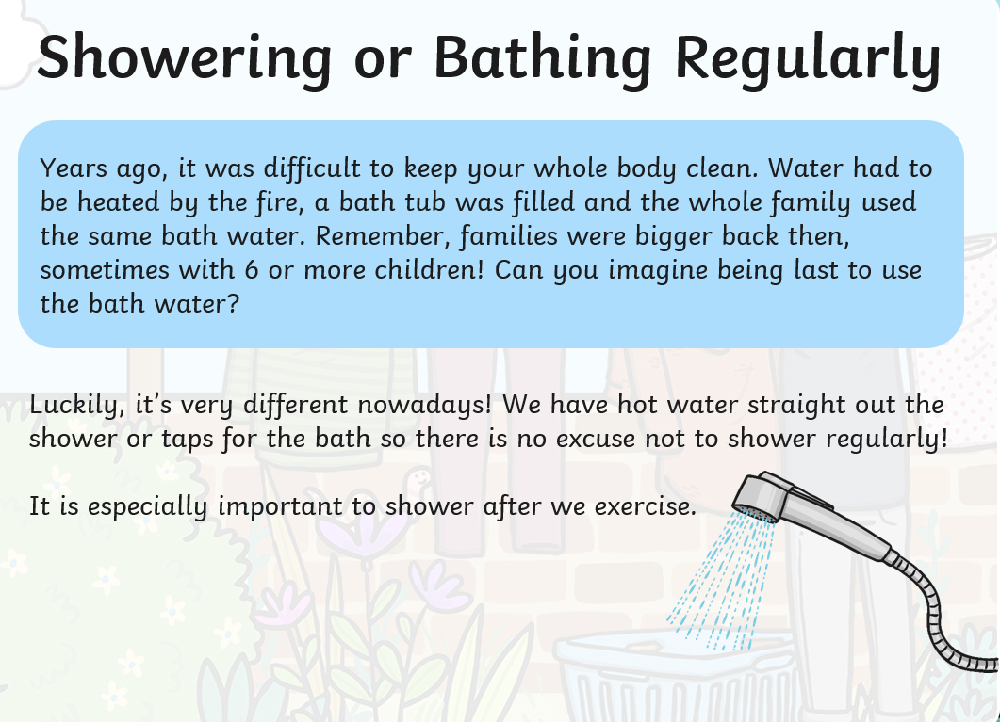 Showering or Bathing Regularly
Years ago, it was difficult to keep your whole body clean. Water had to
be heated by the fire, a bath tub was filled and the whole family used
the same bath water. Remember, families were bigger back then,
sometimes with 6 or more children! Can you imagine being last to use
the bath water?
Luckily, it's very different nowadays! We have hot water straight out the
shower or taps for the bath so there is no excuse not to shower regularly!
It is especially important to shower after we exercise.